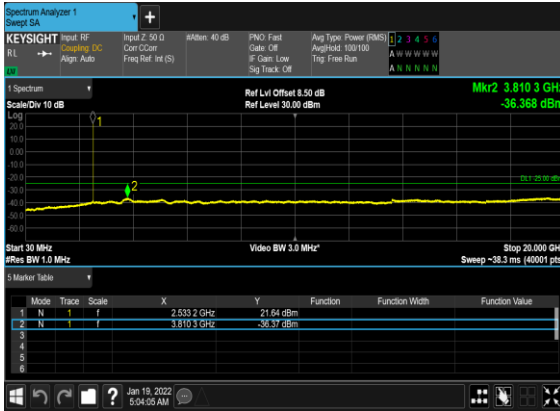 Spectrum Analyzer 1
Swept SA
+
KEYSIGHT Input: RF Input Z: 50 Ω #Atten: 40 dB PNO: Fast Avg Type: Power (RMS) 1 2 3 4 5 6
RL Coupling: DC Corr CCorr Gate: Off Avg|Hold: 100/100 A W W W W W
Align: Auto Freq Ref: Int (S) IF Gain: Low Trig: Free Run
Sig Track: Off A N N N N N
1 Spectrum Ref Lvl Offset 8.50 dB Mkr2 3.810 3 GHz
Scale/Div 10 dB Ref Level 30.00 dBm -36.368 dBm
Log
20.0
10.0
0.00
-10.0
-20.0
-30.0
-40.0
-50.0
-60.0
1
2
DL1 -25.00 dBm
Start 30 MHz Video BW 3.0 MHz* Stop 20.000 GHz
#Res BW 1.0 MHz Sweep ~38.3 ms (40001 pts)
5 Marker Table
Mode Trace Scale X Y Function Function Width Function Value
1 N 1 f 2.533 2 GHz 21.64 dBm
2 N 1 f 3.810 3 GHz -36.37 dBm
3
4
5
6
? Jan 19, 2022
5:04:05 AM